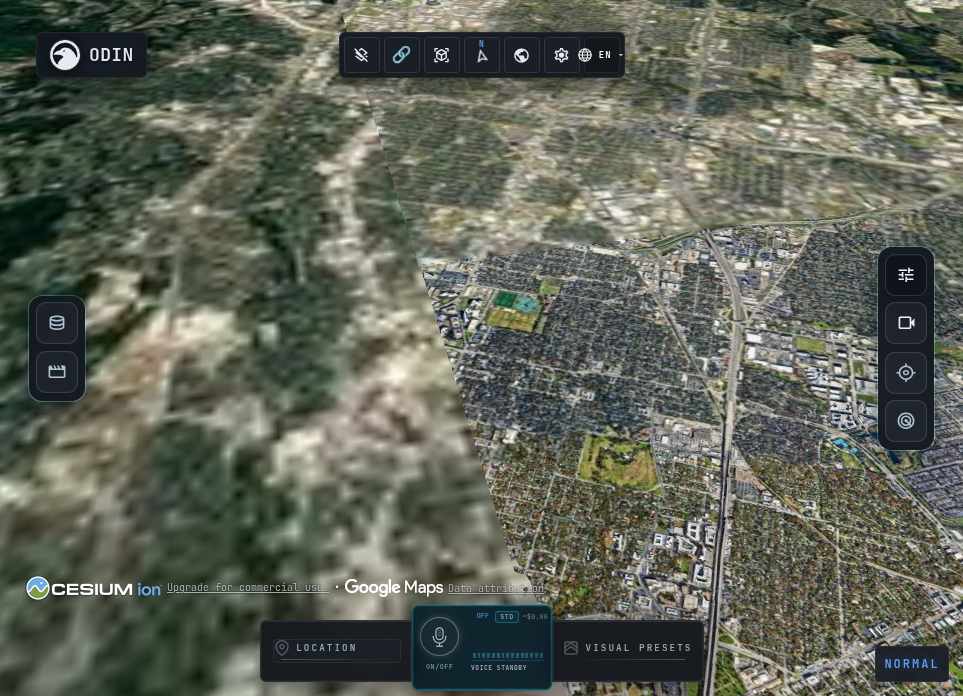 ODIN
N
EN
CESIUM ion Upgrade for commercial use. • Google Maps Data attribution
OFF STD ~$0.00
LOCATION
VISUAL PRESETS
ON/OFF VOICE STANDBY
NORMAL